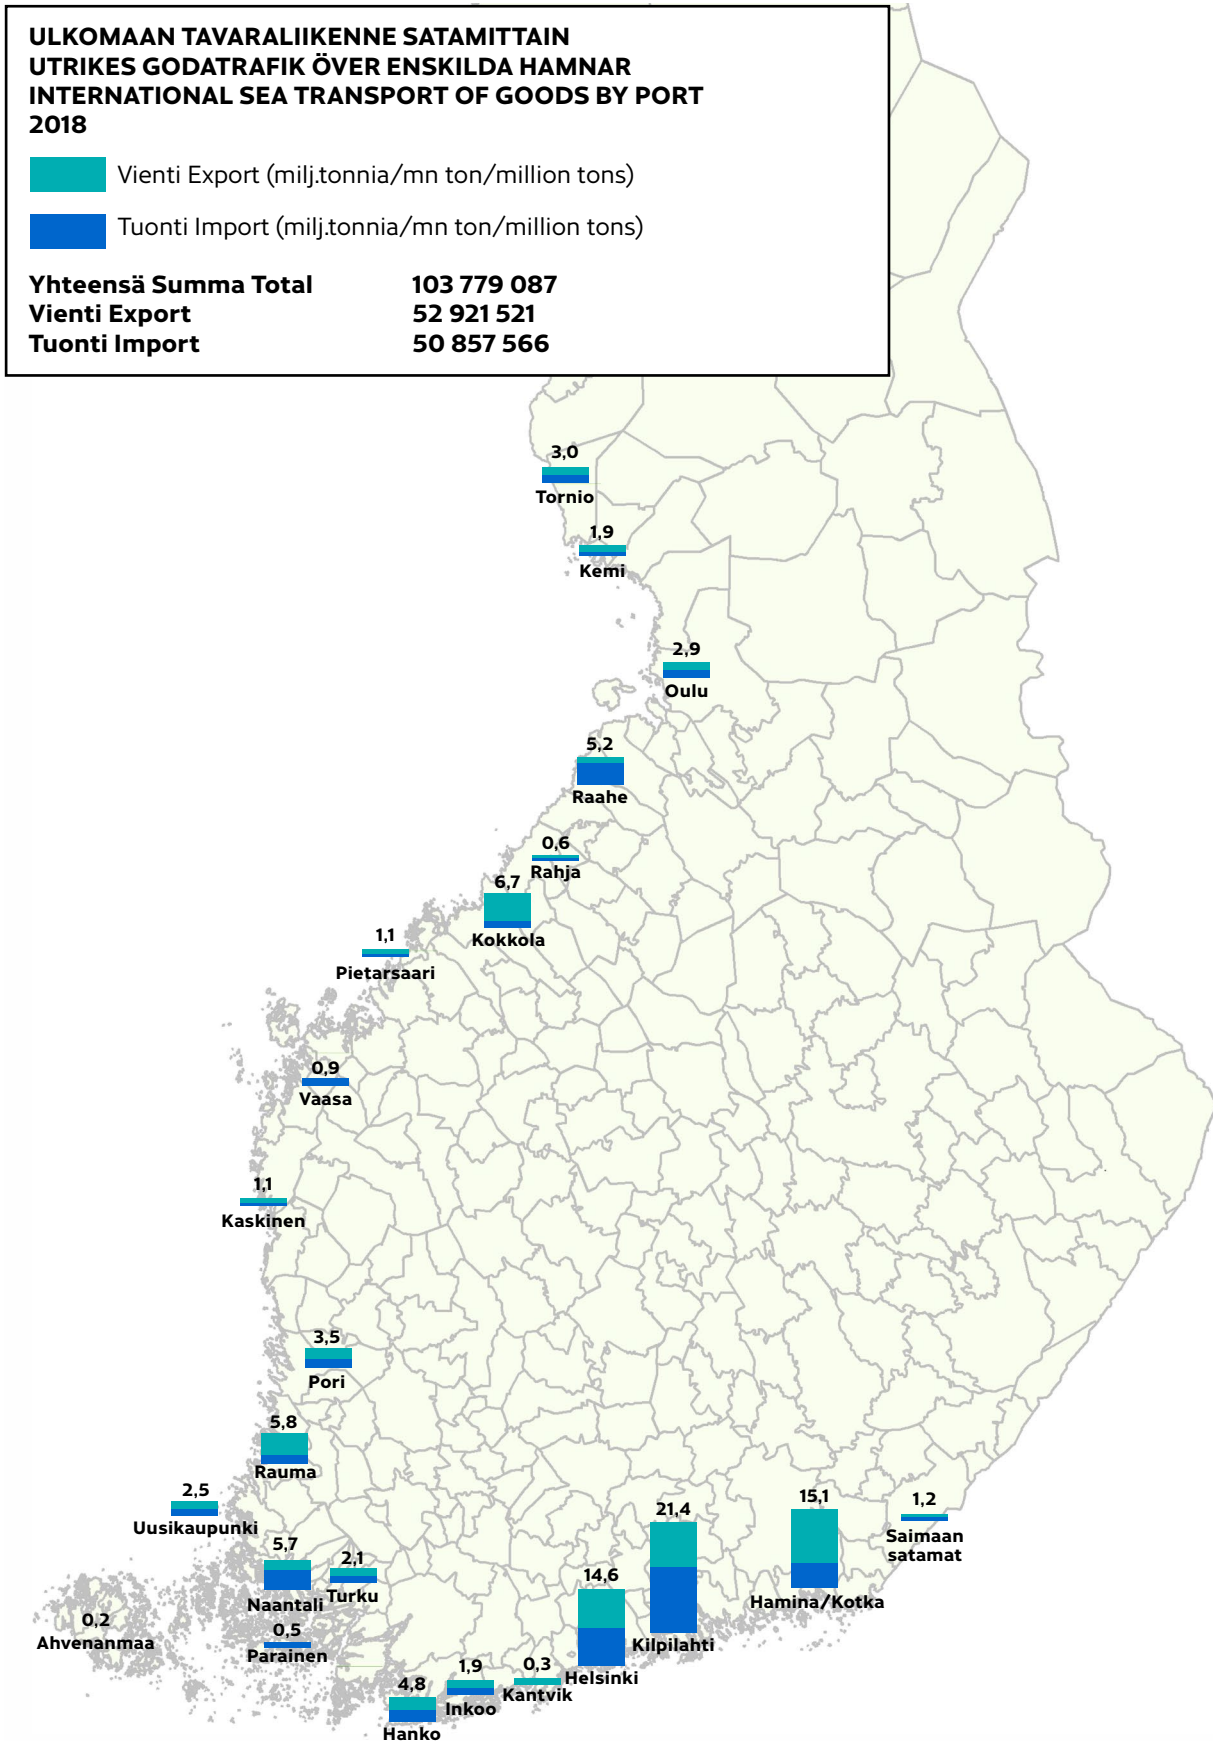 ULKOMAAN TAVARALIIKENNE SATAMITTAIN
UTRIKES GODATRAFIK ÖVER ENSKILDA HAMNAR
INTERNATIONAL SEA TRANSPORT OF GOODS BY PORT
2018
Vienti Export (milj.tonnia/mn ton/million tons)
Tuonti Import (milj.tonnia/mn ton/million tons)
Yhteensä Summa Total 103 779 087
Vienti Export 52 921 521
Tuonti Import 50 857 566
3,0
Tornio
1,9
Kemi
2,9
Oulu
5,2
Raahe
0,6
Rahja
6,7
Kokkola
1,1
Pietarsaari
0,9
Vaasa
1,1
Kaskinen
3,5
Pori
5,8
Rauma
2,5
Uusikaupunki
5,7
Naantali
2,1
Turku
0,2
Ahvenanmaa
0,5
Parainen
4,8
Hanko
1,9
Inkoo
0,3
Kantvik
14,6
Helsinki
21,4
Kilpilahti
15,1
Hamina/Kotka
1,2
Saimaan
satamat